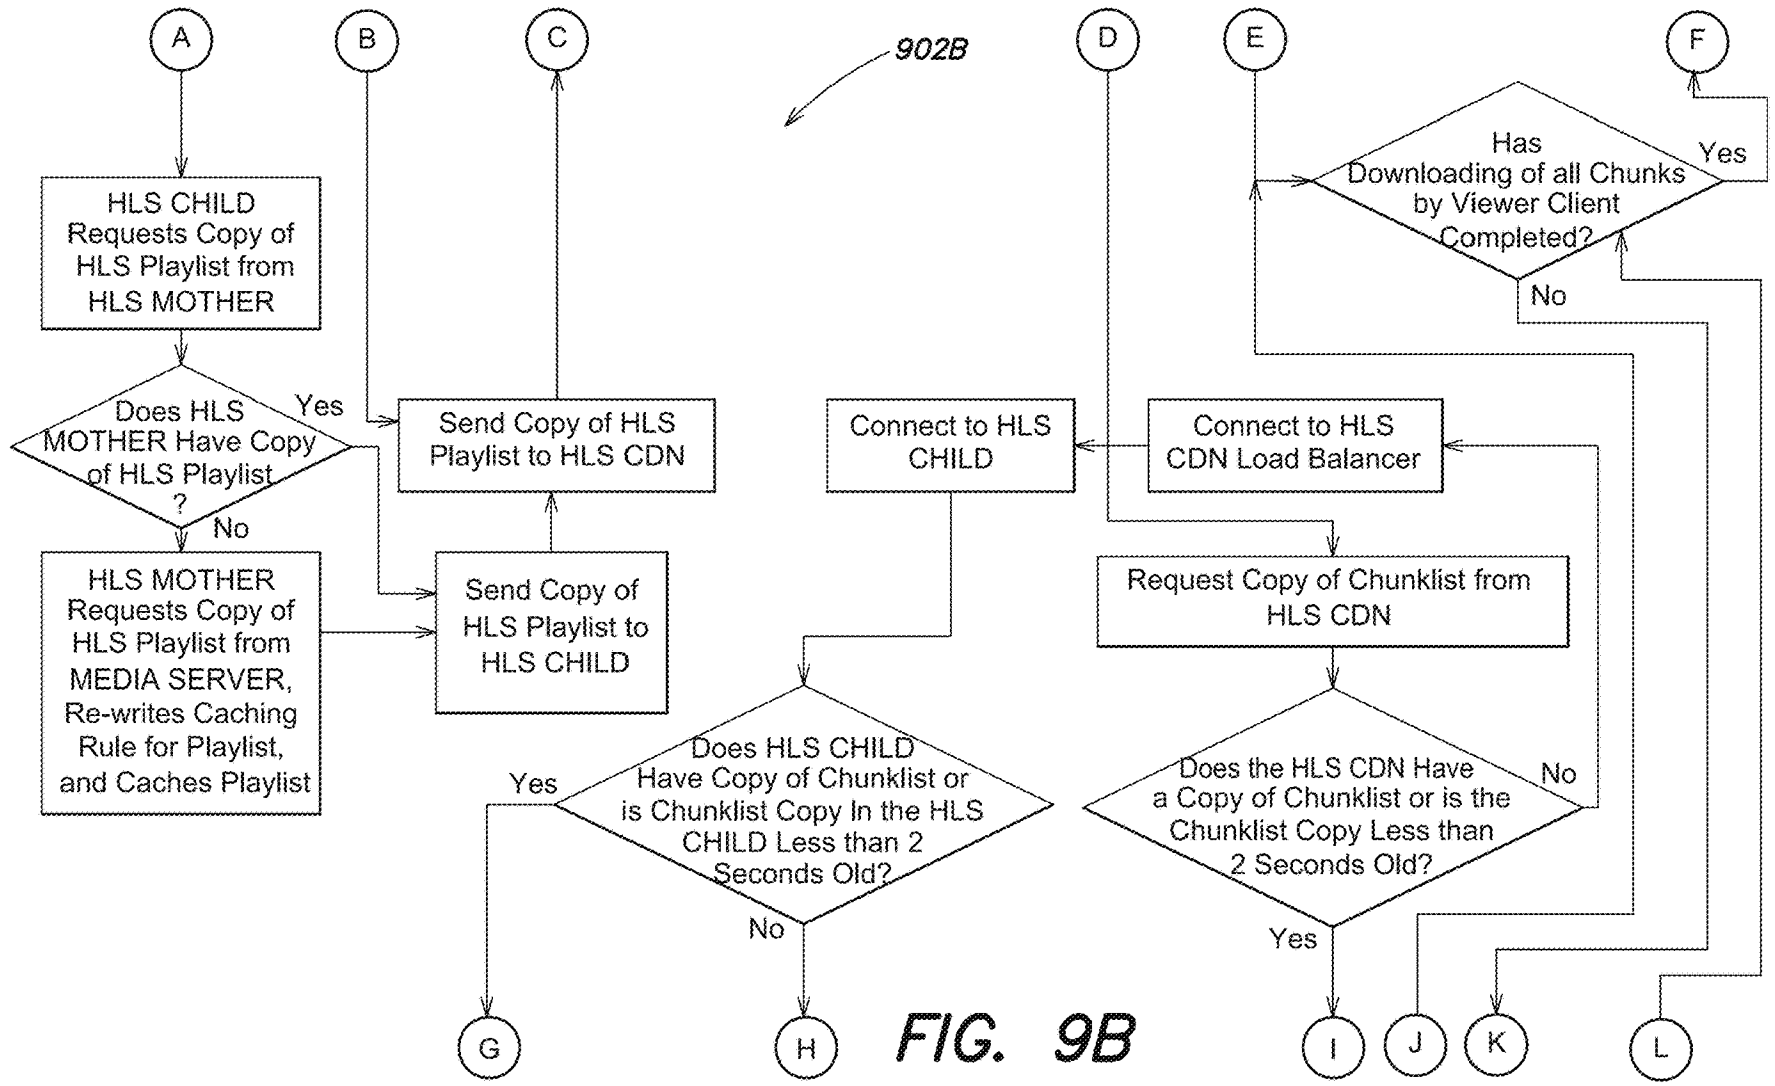 A
B
C
D
E
F
902B
HLS CHILD
Requests Copy of
HLS Playlist from
HLS MOTHER
Has
Downloading of all Chunks
by Viewer Client
Completed?
Yes
No
Does HLS
MOTHER Have Copy
of HLS Playlist
?
Yes
No
Send Copy of HLS
Playlist to HLS CDN
Connect to HLS
CHILD
Connect to HLS
CDN Load Balancer
HLS MOTHER
Requests Copy of
HLS Playlist from
MEDIA SERVER,
Re-writes Caching
Rule for Playlist,
and Caches Playlist
Send Copy of
HLS Playlist to
HLS CHILD
Request Copy of Chunklist from
HLS CDN
Does HLS CHILD
Have Copy of Chunklist or
is Chunklist Copy In the HLS
CHILD Less than 2
Seconds Old?
Yes
No
Does the HLS CDN Have
a Copy of Chunklist or is the
Chunklist Copy Less than
2 Seconds Old?
No
Yes
G
H
FIG. 9B
I
J
K
L